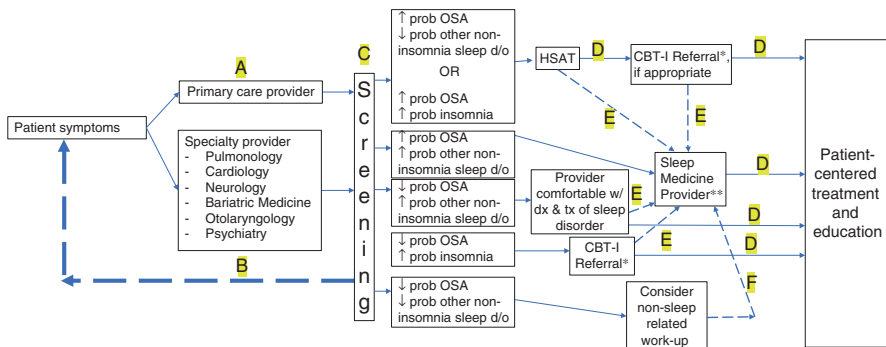 Patient symptoms
A
Primary care provider
Specialty provider
- Pulmonology
- Cardiology
- Neurology
- Bariatric Medicine
- Otolaryngology
- Psychiatry
B
C
Screening
↑ prob OSA
↓ prob other non-
insomnia sleep d/o
OR
↑ prob OSA
↑ prob insomnia
↑ prob OSA
↑ prob other non-
insomnia sleep d/o
↓ prob OSA
↑ prob other non-
insomnia sleep d/o
↓ prob OSA
↑ prob insomnia
↓ prob OSA
↓ prob other non-
insomnia sleep d/o
HSAT
D
CBT-I Referral*,
if appropriate
D
E
E
Provider
comfortable w/
dx & tx of sleep
disorder
E
Sleep
Medicine
Provider**
D
D
CBT-I
Referral*
E
D
Consider
non-sleep
related
work-up
F
Patient-
centered
treatment
and
education